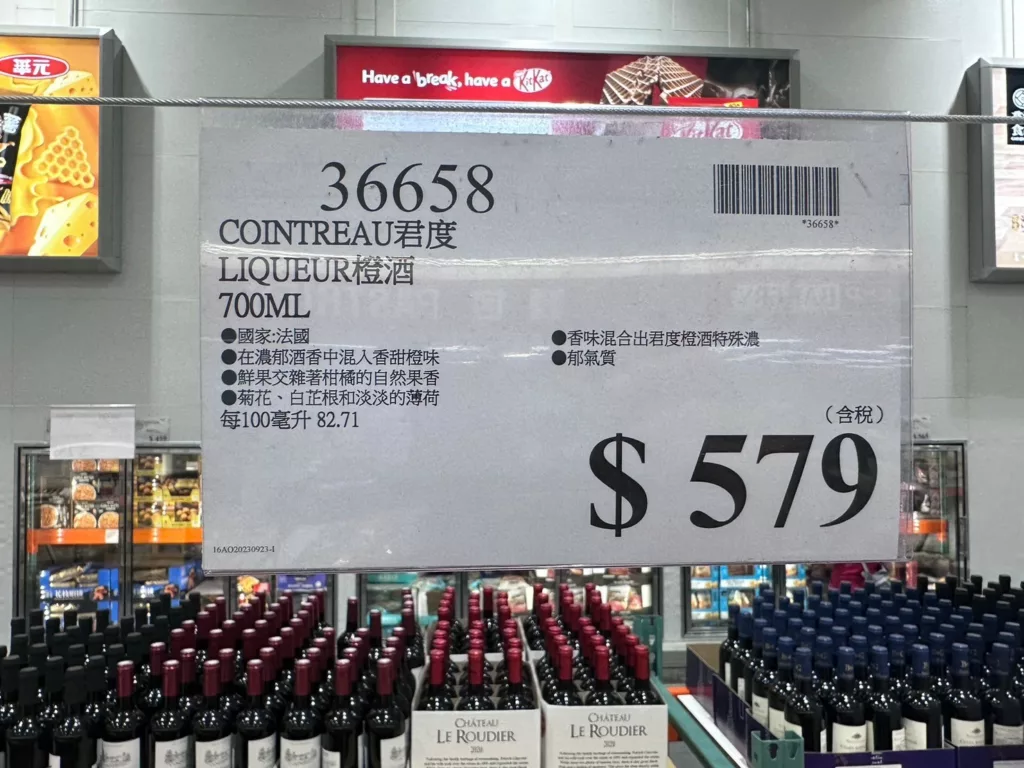 華元
Have a break, have a KitKat
KitKat
36658
*36658*
COINTREAU君度
LIQUEUR橙酒
700ML
●國家:法國
●在濃郁酒香中混入香甜橙味
●鮮果交雜著柑橘的自然果香
●菊花、白芷根和淡淡的薄荷
●香味混合出君度橙酒特殊濃
●郁氣質
每100毫升 82.71
(含稅)
$ 579
16AO20230923-1
CHÂTEAU
LE ROUDIER
CHÂTEAU
LE ROUDIER